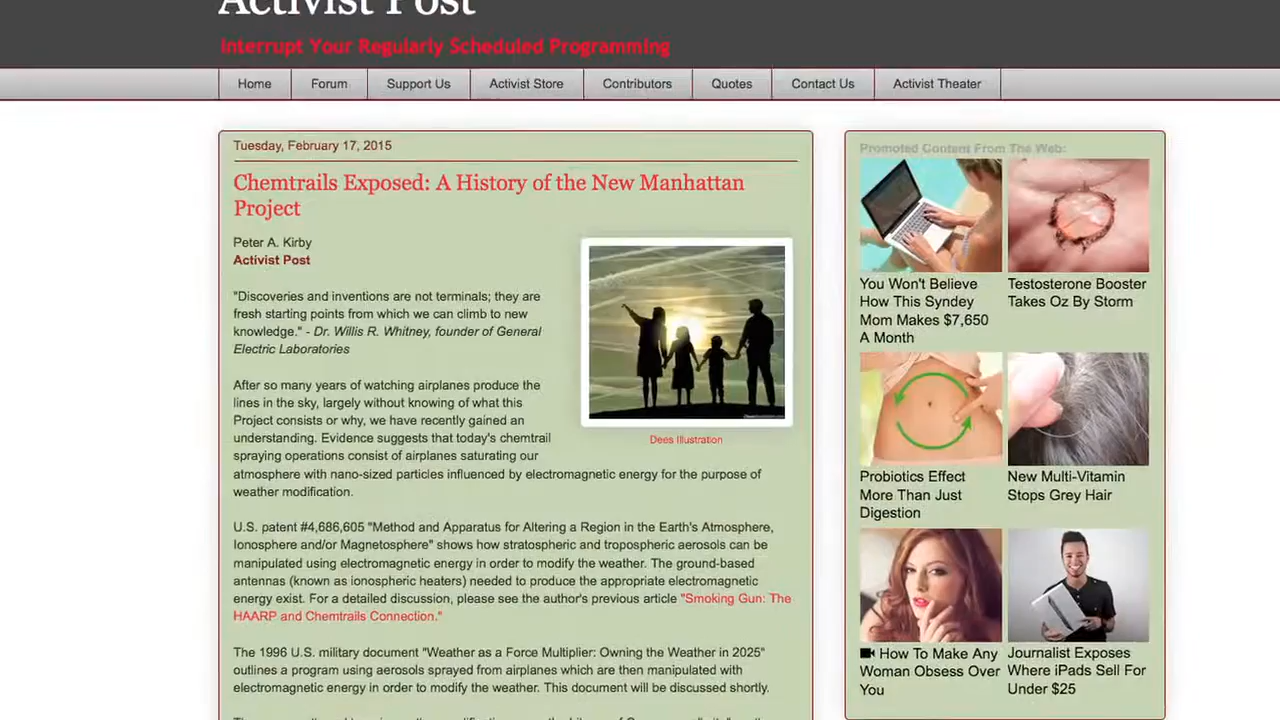 Activist Post
Interrupt Your Regularly Scheduled Programming
Home
Forum
Support Us
Activist Store
Contributors
Quotes
Contact Us
Activist Theater
Tuesday, February 17, 2015
Chemtrails Exposed: A History of the New Manhattan
Project
Peter A. Kirby
Activist Post
"Discoveries and inventions are not terminals; they are
fresh starting points from which we can climb to new
knowledge." - Dr. Willis R. Whitney, founder of General
Electric Laboratories
Dees Illustration
After so many years of watching airplanes produce the
lines in the sky, largely without knowing of what this
Project consists or why, we have recently gained an
understanding. Evidence suggests that today's chemtrail
spraying operations consist of airplanes saturating our
atmosphere with nano-sized particles influenced by electromagnetic energy for the purpose of
weather modification.
U.S. patent #4,686,605 "Method and Apparatus for Altering a Region in the Earth's Atmosphere,
Ionosphere and/or Magnetosphere" shows how stratospheric and tropospheric aerosols can be
manipulated using electromagnetic energy in order to modify the weather. The ground-based
antennas (known as ionospheric heaters) needed to produce the appropriate electromagnetic
energy exist. For a detailed discussion, please see the author's previous article "Smoking Gun: The
HAARP and Chemtrails Connection."
The 1996 U.S. military document "Weather as a Force Multiplier: Owning the Weather in 2025"
outlines a program using aerosols sprayed from airplanes which are then manipulated with
electromagnetic energy in order to modify the weather. This document will be discussed shortly.
Promoted Content From The Web:
You Won't Believe
How This Syndey
Mom Makes $7,650
A Month
Testosterone Booster
Takes Oz By Storm
Probiotics Effect
More Than Just
Digestion
New Multi-Vitamin
Stops Grey Hair
How To Make Any
Woman Obsess Over
You
Journalist Exposes
Where iPads Sell For
Under $25